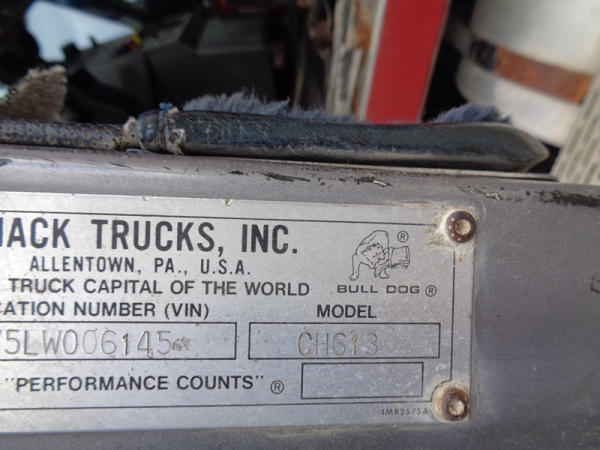 MACK TRUCKS, INC.
ALLENTOWN, PA., U.S.A.
TRUCK CAPITAL OF THE WORLD
BULL DOG ®
CATION NUMBER (VIN) MODEL
5LW006145 CH613
"PERFORMANCE COUNTS" ®
4MR2575A